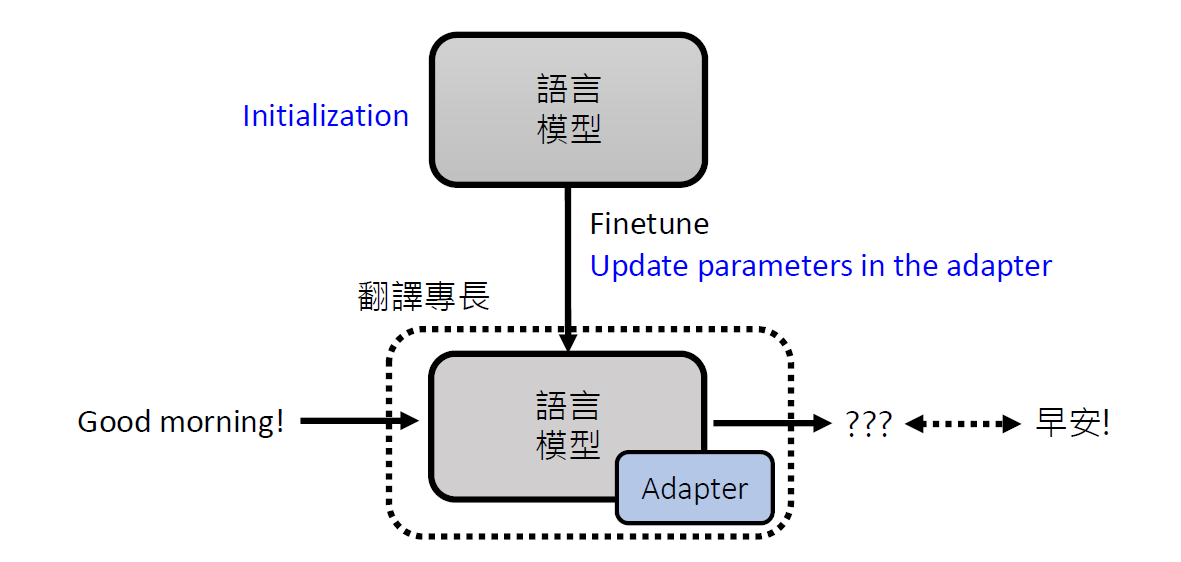 語言
模型
Initialization
Finetune
Update parameters in the adapter
翻譯專長
Good morning!
語言
模型
Adapter
???
早安!